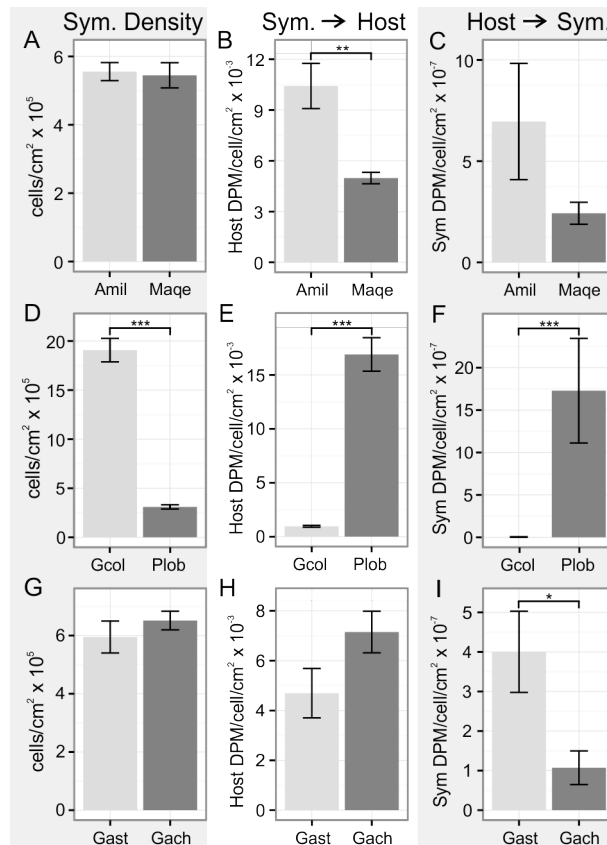 Sym. Density
Sym. → Host
Host → Sym.
A
cells/cm² x 10⁵
6
4
2
0
Amil Maqe
B
Host DPM/cell/cm² x 10⁻³
12
9
6
3
0
**
Amil Maqe
C
Sym DPM/cell/cm² x 10⁻⁷
10
5
0
Amil Maqe
D
cells/cm² x 10⁵
20
15
10
5
0
***
Gcol Plob
E
Host DPM/cell/cm² x 10⁻³
15
10
5
0
***
Gcol Plob
F
Sym DPM/cell/cm² x 10⁻⁷
20
15
10
5
0
***
Gcol Plob
G
cells/cm² x 10⁵
6
4
2
0
Gast Gach
H
Host DPM/cell/cm² x 10⁻³
8
6
4
2
0
Gast Gach
I
Sym DPM/cell/cm² x 10⁻⁷
5
4
3
2
1
0
*
Gast Gach